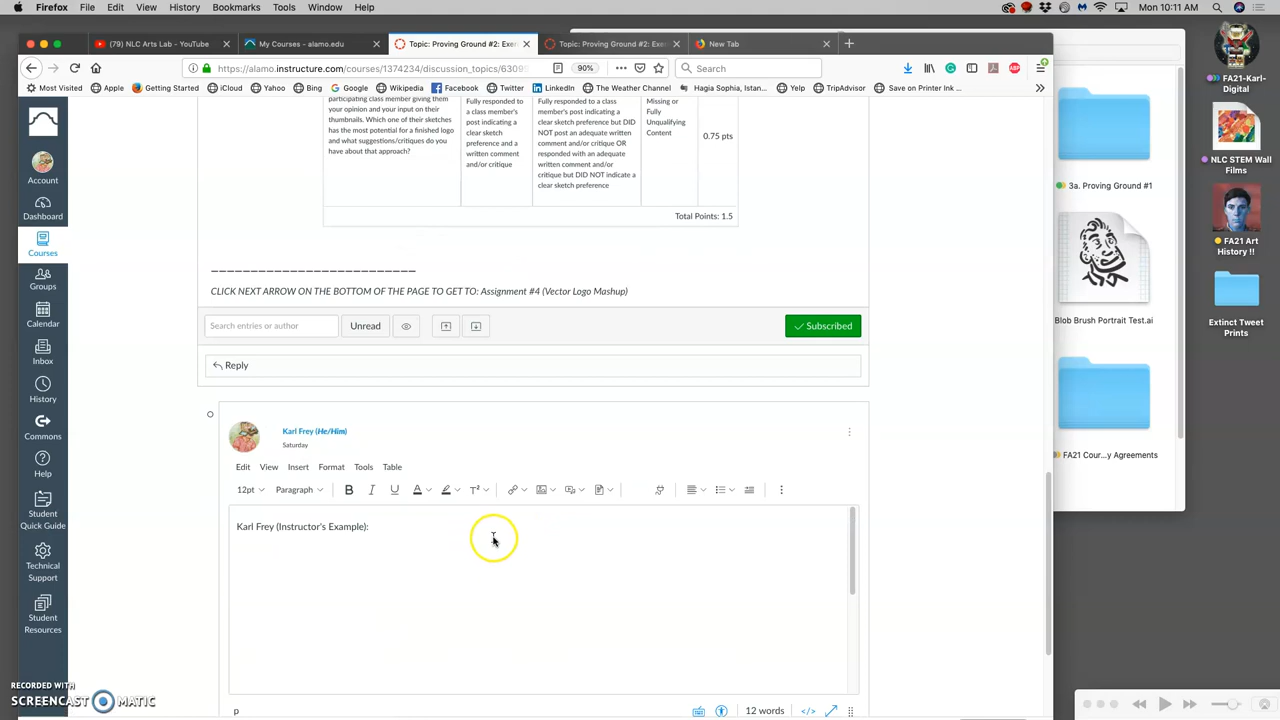 Firefox File Edit View History Bookmarks Tools Window Help
Mon 10:11 AM
(79) NLC Arts Lab - YouTube
My Courses - alamo.edu
Topic: Proving Ground #2: Exer
Topic: Proving Ground #2: Exe
New Tab
https://alamo.instructure.com/courses/1374234/discussion_topics/6309
90%
Search
Most Visited Apple Getting Started iCloud Yahoo Bing Google Wikipedia Facebook Twitter LinkedIn The Weather Channel Hagia Sophia, Istan... Yelp TripAdvisor Save on Printer Ink ...
Account
Dashboard
Courses
Groups
Calendar
Inbox
History
Commons
Help
Student
Quick Guide
Technical
Support
Student
Resources
participating class member giving them
your opinion and your input on their
thumbnails. Which one of their sketches
has the most potential for a finished logo
and what suggestions/critiques do you
have about that approach?
Fully responded to
a class member's
post indicating a
clear sketch
preference and a
written comment
and/or critique
Fully responded to a class
member's post indicating a
clear sketch preference but DID
NOT post an adequate written
comment and/or critique OR
responded with an adequate
written comment and/or
critique but DID NOT indicate a
clear sketch preference
Missing or
Fully
Unqualifying
Content
0.75 pts
Total Points: 1.5
__________________________
CLICK NEXT ARROW ON THE BOTTOM OF THE PAGE TO GET TO: Assignment #4 (Vector Logo Mashup)
Search entries or author
Unread
Subscribed
Reply
Karl Frey (He/Him)
Saturday
Edit View Insert Format Tools Table
12pt Paragraph B I U A T²
Karl Frey (Instructor's Example):
p
12 words </>
RECORDED WITH
SCREENCAST MATIC
3a. Proving Ground #1
Blob Brush Portrait Test.ai
FA21 Cour...y Agreements
FA21-Karl-
Digital
NLC STEM Wall
Films
FA21 Art
History !!
Extinct Tweet
Prints